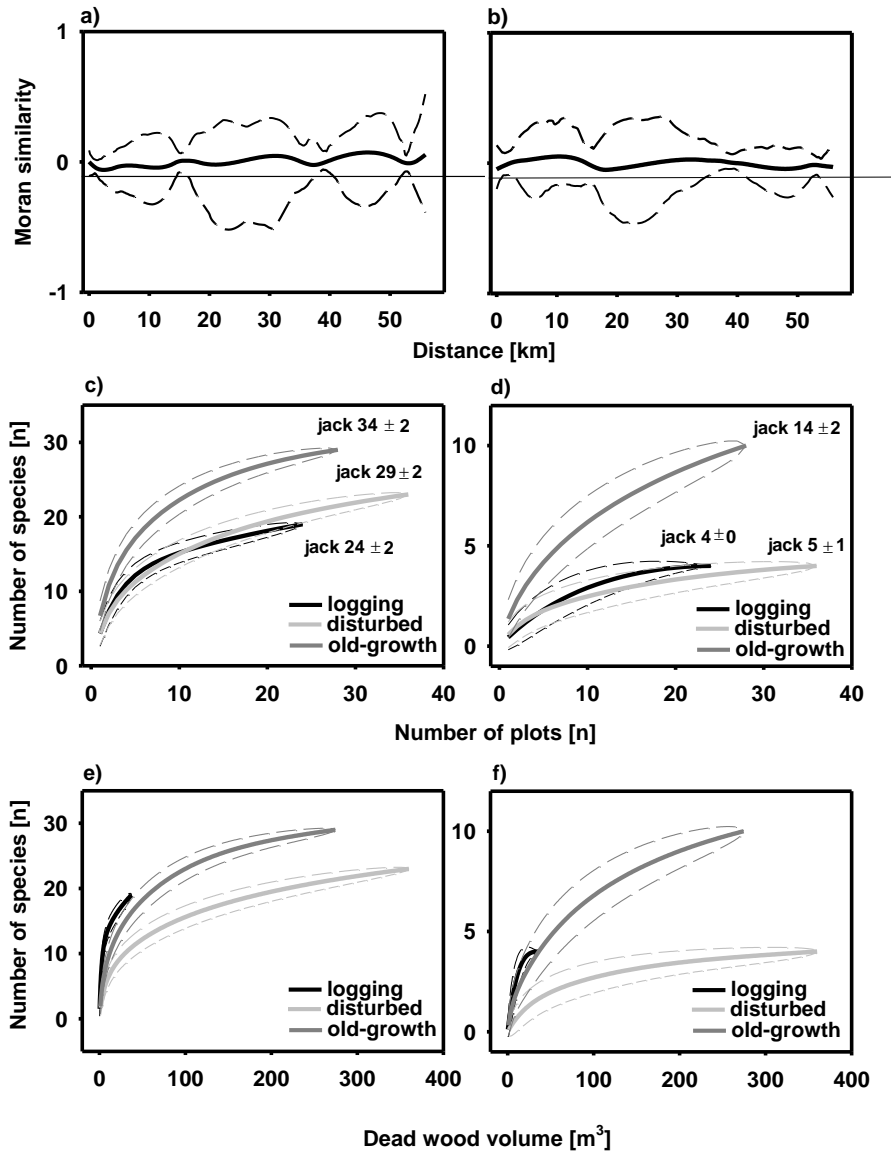 a)
b)
1
0
-1
Moran similarity
0 10 20 30 40 50
0 10 20 30 40 50
Distance [km]
c)
d)
Number of species [n]
30
20
10
0
jack 34 ± 2
jack 29 ± 2
jack 24 ± 2
logging
disturbed
old-growth
0 10 20 30 40
10
5
0
jack 14 ± 2
jack 4 ± 0
jack 5 ± 1
logging
disturbed
old-growth
0 10 20 30 40
Number of plots [n]
e)
f)
Number of species [n]
30
20
10
0
logging
disturbed
old-growth
0 100 200 300 400
10
5
0
logging
disturbed
old-growth
0 100 200 300 400
Dead wood volume [m³]